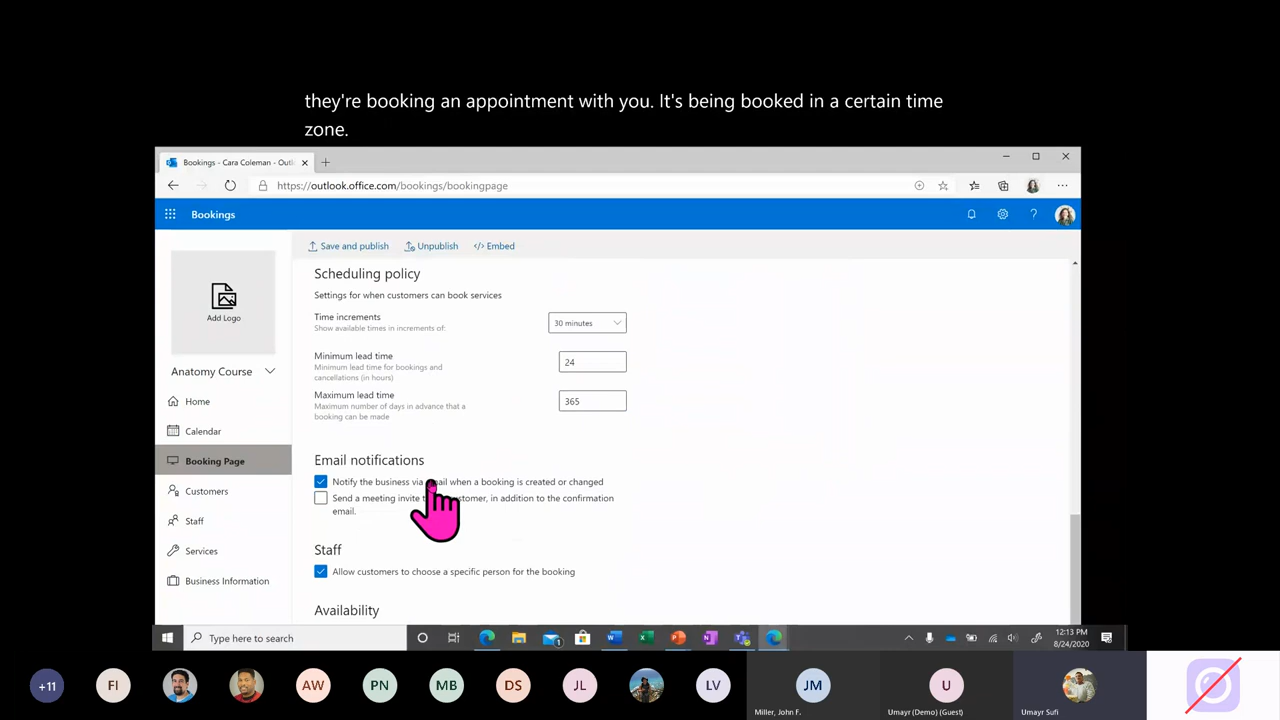 they're booking an appointment with you. It's being booked in a certain time
zone.
Bookings - Cara Coleman - Outl
https://outlook.office.com/bookings/bookingpage
Bookings
Save and publish
Unpublish
</> Embed
Add Logo
Anatomy Course
Home
Calendar
Booking Page
Customers
Staff
Services
Business Information
Scheduling policy
Settings for when customers can book services
Time increments
Show available times in increments of:
30 minutes
Minimum lead time
Minimum lead time for bookings and
cancellations (in hours)
24
Maximum lead time
Maximum number of days in advance that a
booking can be made
365
Email notifications
Notify the business via email when a booking is created or changed
Send a meeting invite customer, in addition to the confirmation
email.
Staff
Allow customers to choose a specific person for the booking
Availability
Type here to search
12:13 PM
8/24/2020
+11
FI
AW
PN
MB
DS
JL
LV
JM
Miller, John F.
U
Umayr (Demo) (Guest)
Umayr Sufi